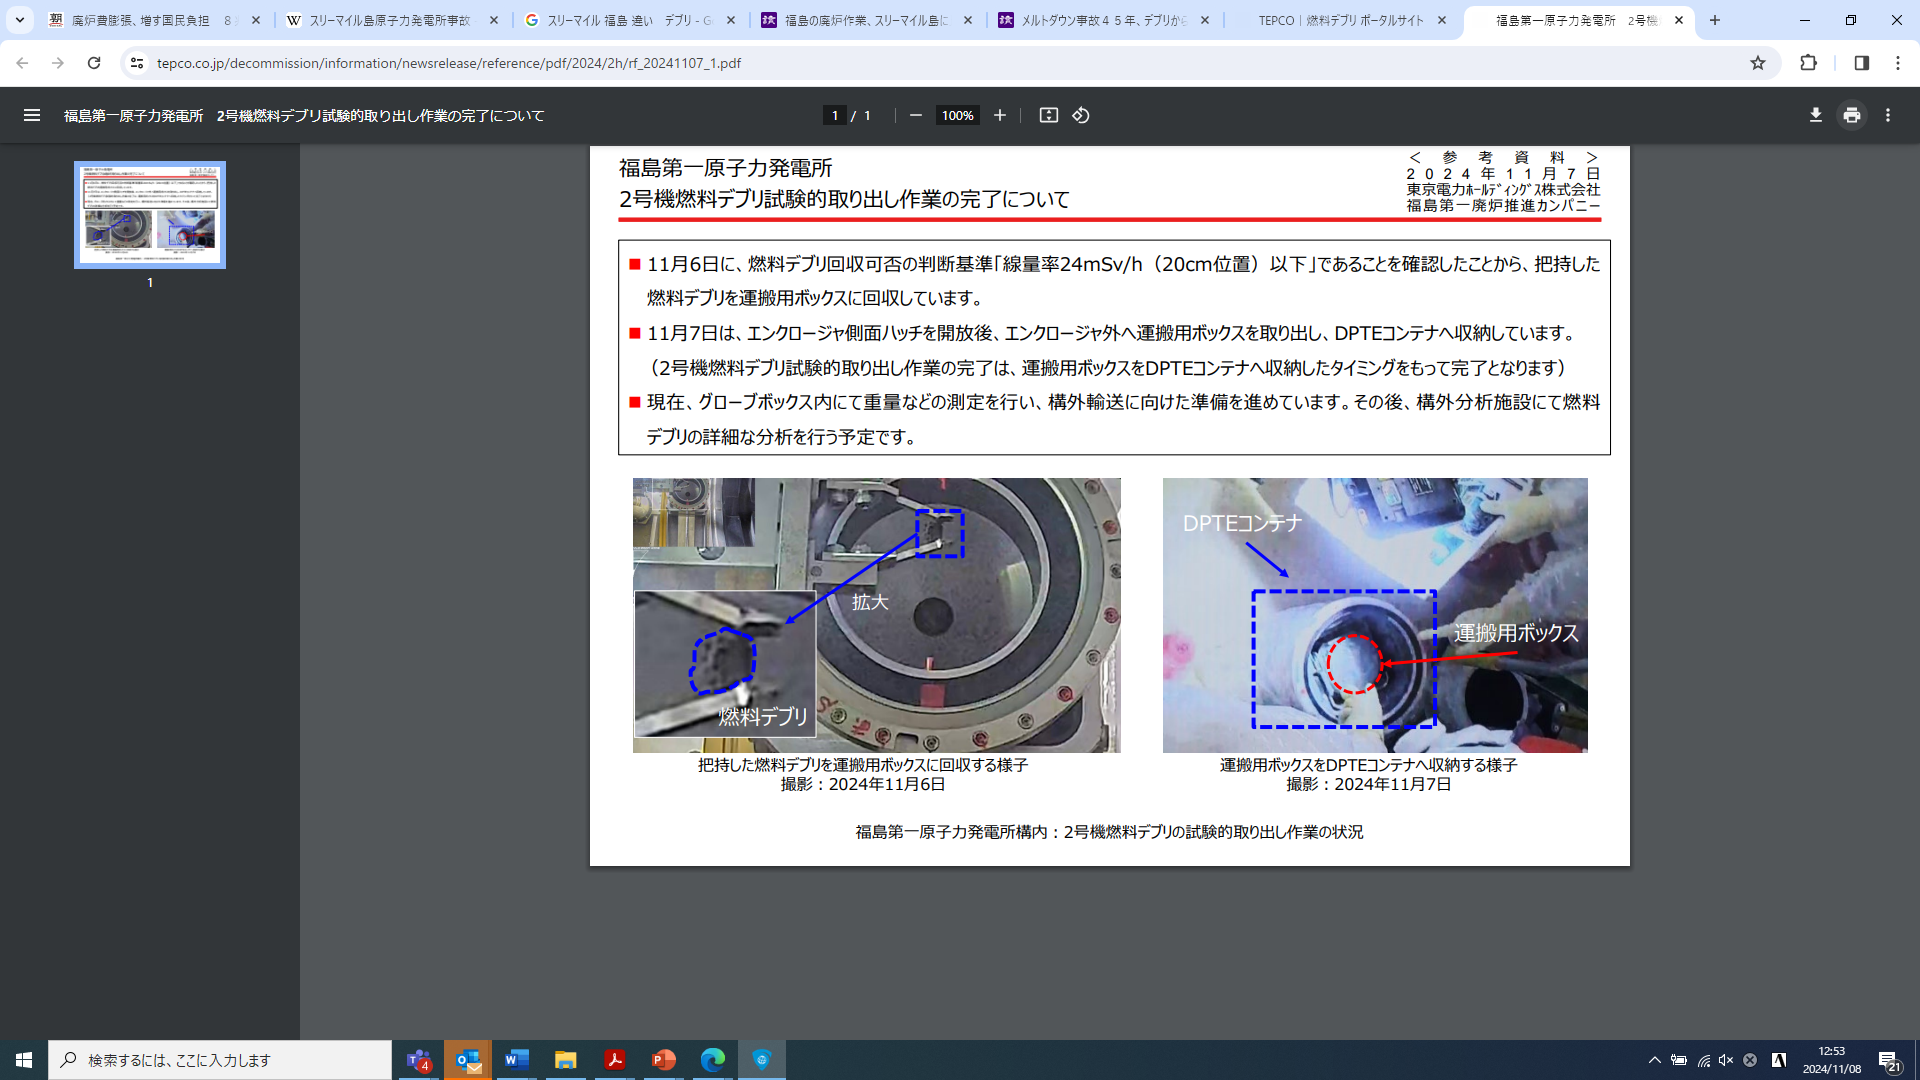 廃炉費膨張、増す国民負担　8
スリーマイル島原子力発電所事故
スリーマイル 福島 違い　デブリ - G
福島の廃炉作業、スリーマイル島に
メルトダウン事故４５年、デブリから
TEPCO｜燃料デブリ ポータルサイト
福島第一原子力発電所　2号機
tepco.co.jp/decommission/information/newsrelease/reference/pdf/2024/2h/rf_20241107_1.pdf
福島第一原子力発電所　2号機燃料デブリ試験的取り出し作業の完了について
1 / 1
100%
1
福島第一原子力発電所
2号機燃料デブリ試験的取り出し作業の完了について
＜参考資料＞
2024年11月7日
東京電力ﾎｰﾙﾃﾞｨﾝｸﾞｽ株式会社
福島第一廃炉推進カンパニー
11月6日に、燃料デブリ回収可否の判断基準「線量率24mSv/h（20cm位置）以下」であることを確認したことから、把持した
燃料デブリを運搬用ボックスに回収しています。
11月7日は、エンクロージャ側面ハッチを開放後、エンクロージャ外へ運搬用ボックスを取り出し、DPTEコンテナへ収納しています。
（2号機燃料デブリ試験的取り出し作業の完了は、運搬用ボックスをDPTEコンテナへ収納したタイミングをもって完了となります）
現在、グローブボックス内にて重量などの測定を行い、構外輸送に向けた準備を進めています。その後、構外分析施設にて燃料
デブリの詳細な分析を行う予定です。
拡大
燃料デブリ
DPTEコンテナ
運搬用ボックス
把持した燃料デブリを運搬用ボックスに回収する様子
撮影：2024年11月6日
運搬用ボックスをDPTEコンテナへ収納する様子
撮影：2024年11月7日
福島第一原子力発電所構内：2号機燃料デブリの試験的取り出し作業の状況
検索するには、ここに入力します
4
A
12:53
2024/11/08
21